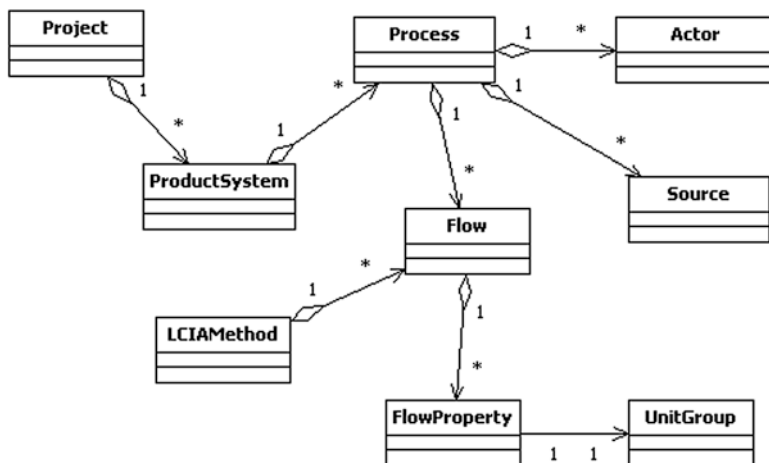 Project
Process
1
*
Actor
1
*
1
*
1
1
ProductSystem
*
*
Source
Flow
*
1
LCIAMethod
1
*
FlowProperty
1
1
UnitGroup